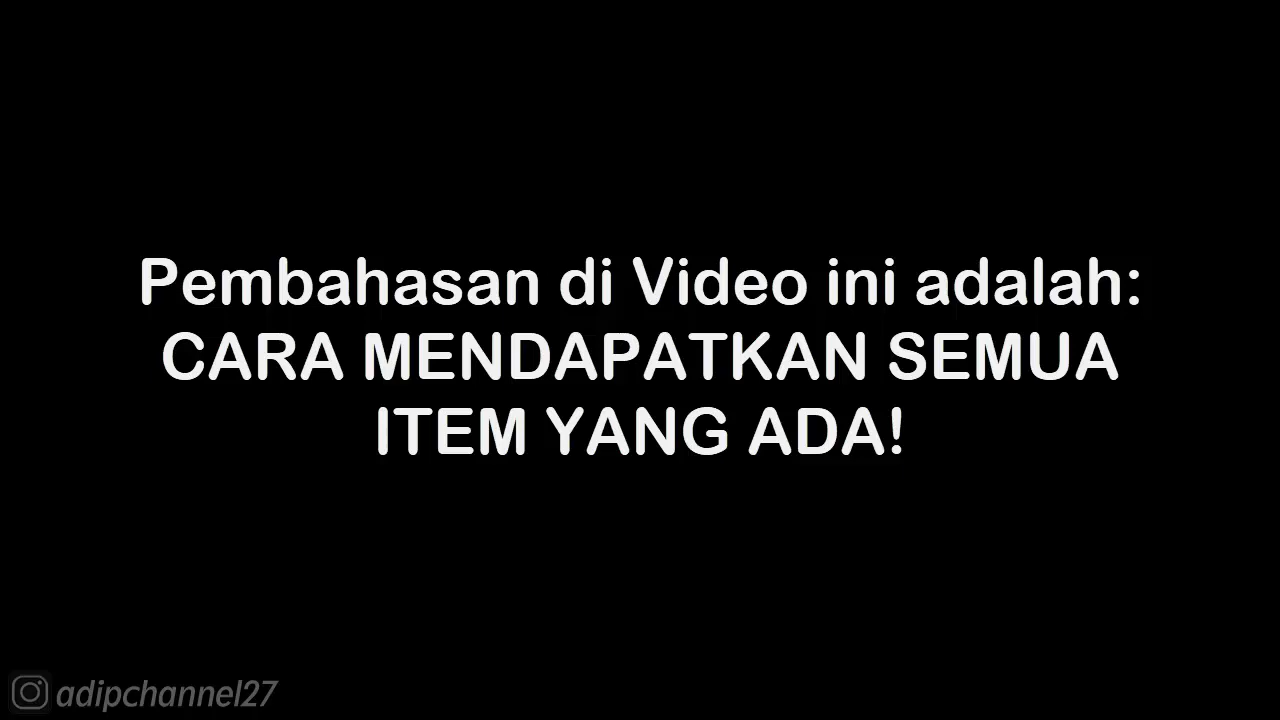 Pembahasan di Video ini adalah:
CARA MENDAPATKAN SEMUA
ITEM YANG ADA!
adipchannel27